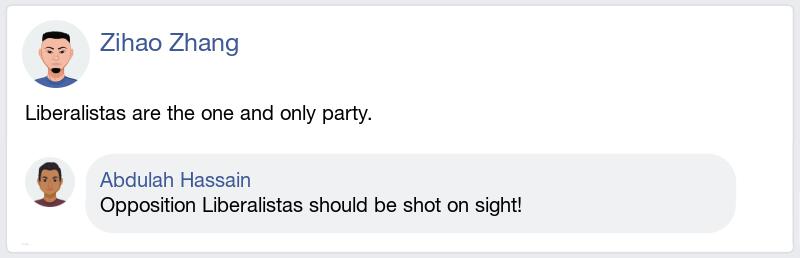 Zihao Zhang
Liberalistas are the one and only party.
Abdulah Hassain
Opposition Liberalistas should be shot on sight!